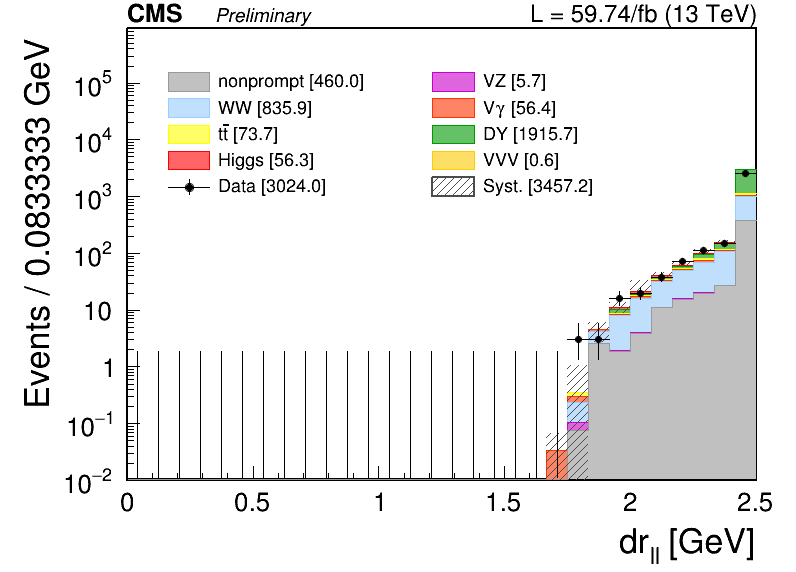 CMS Preliminary L = 59.74/fb (13 TeV)
Events / 0.0833333 GeV
nonprompt [460.0]
WW [835.9]
tt̄ [73.7]
Higgs [56.3]
Data [3024.0]
VZ [5.7]
Vγ [56.4]
DY [1915.7]
VVV [0.6]
Syst. [3457.2]
10⁵
10⁴
10³
10²
10
1
10⁻¹
10⁻²
0 0.5 1 1.5 2 2.5
dr_ll [GeV]